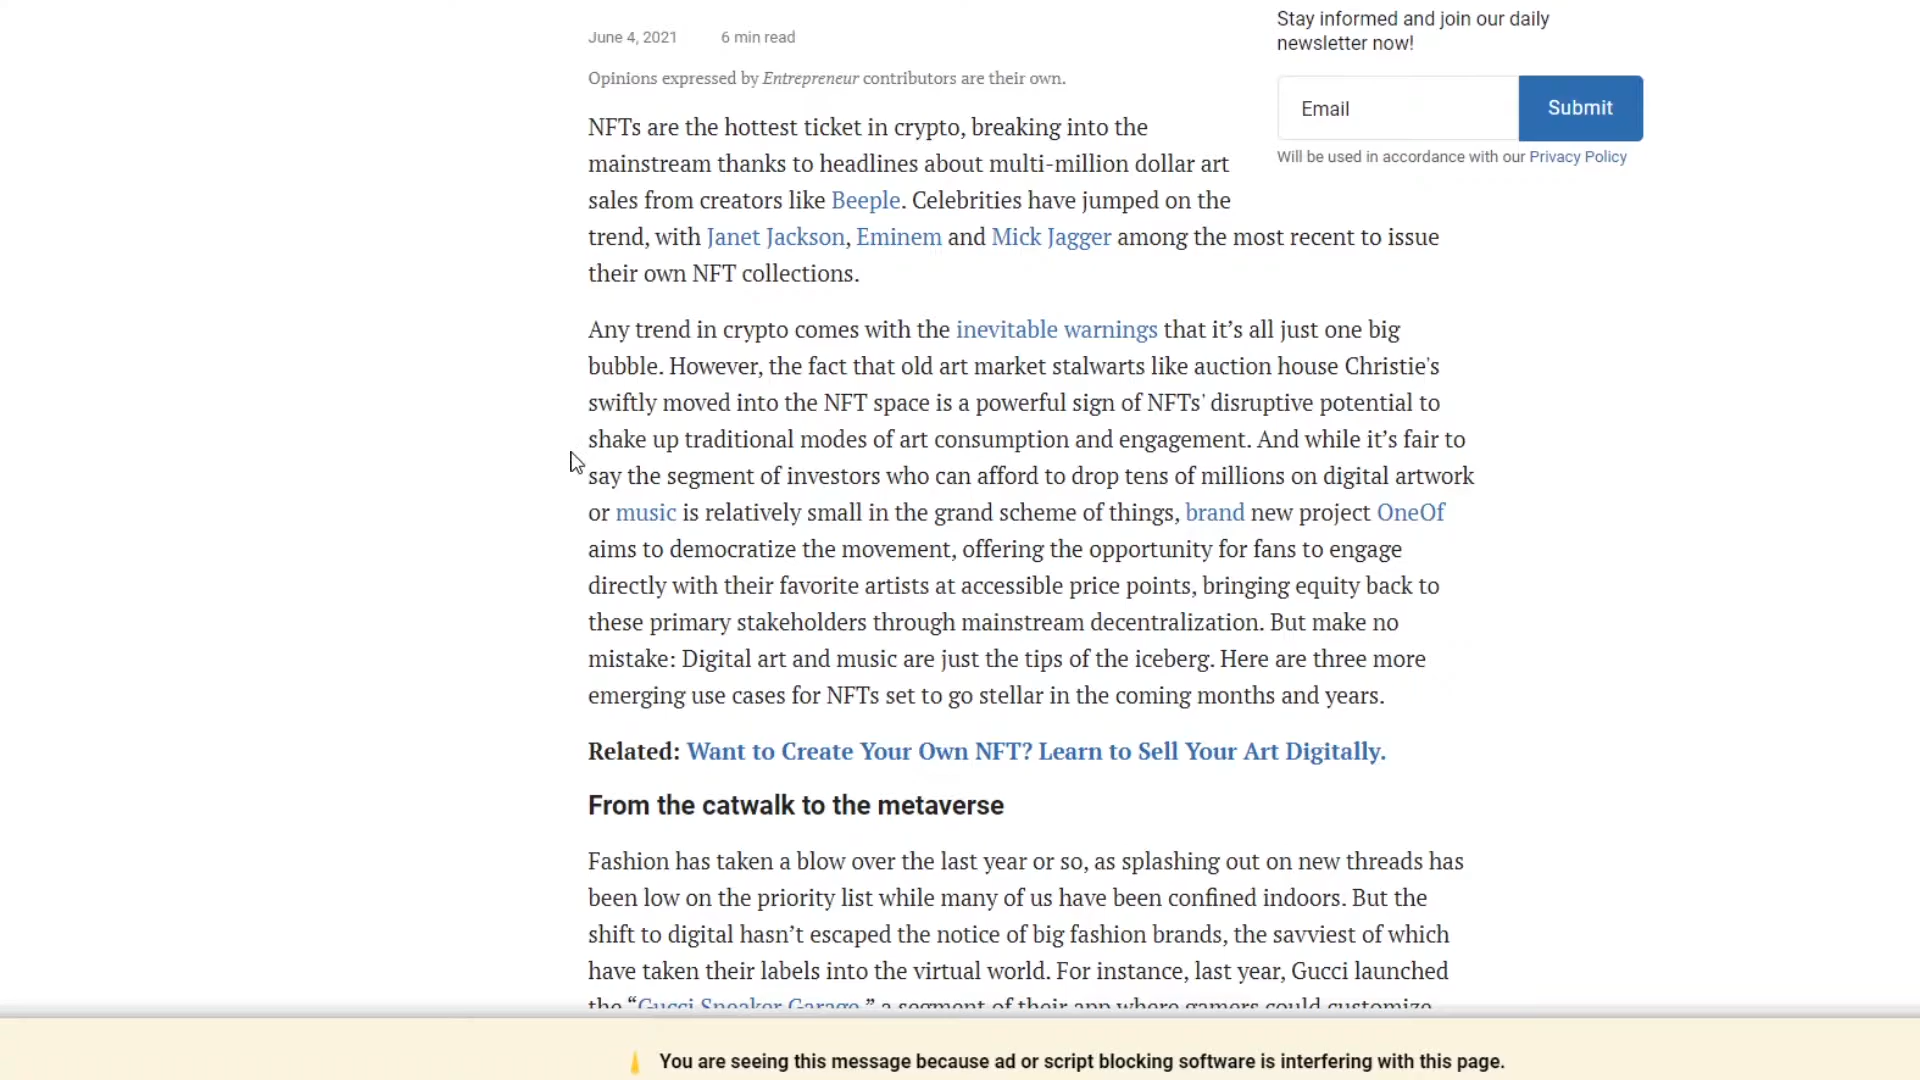 Stay informed and join our daily
newsletter now!
Email
Submit
Will be used in accordance with our Privacy Policy
June 4, 2021 6 min read
Opinions expressed by Entrepreneur contributors are their own.
NFTs are the hottest ticket in crypto, breaking into the
mainstream thanks to headlines about multi-million dollar art
sales from creators like Beeple. Celebrities have jumped on the
trend, with Janet Jackson, Eminem and Mick Jagger among the most recent to issue
their own NFT collections.
Any trend in crypto comes with the inevitable warnings that it’s all just one big
bubble. However, the fact that old art market stalwarts like auction house Christie's
swiftly moved into the NFT space is a powerful sign of NFTs' disruptive potential to
shake up traditional modes of art consumption and engagement. And while it’s fair to
say the segment of investors who can afford to drop tens of millions on digital artwork
or music is relatively small in the grand scheme of things, brand new project OneOf
aims to democratize the movement, offering the opportunity for fans to engage
directly with their favorite artists at accessible price points, bringing equity back to
these primary stakeholders through mainstream decentralization. But make no
mistake: Digital art and music are just the tips of the iceberg. Here are three more
emerging use cases for NFTs set to go stellar in the coming months and years.
Related: Want to Create Your Own NFT? Learn to Sell Your Art Digitally.
From the catwalk to the metaverse
Fashion has taken a blow over the last year or so, as splashing out on new threads has
been low on the priority list while many of us have been confined indoors. But the
shift to digital hasn’t escaped the notice of big fashion brands, the savviest of which
have taken their labels into the virtual world. For instance, last year, Gucci launched
the “Gucci Sneaker Garage,” a segment of their app where gamers could customize
You are seeing this message because ad or script blocking software is interfering with this page.